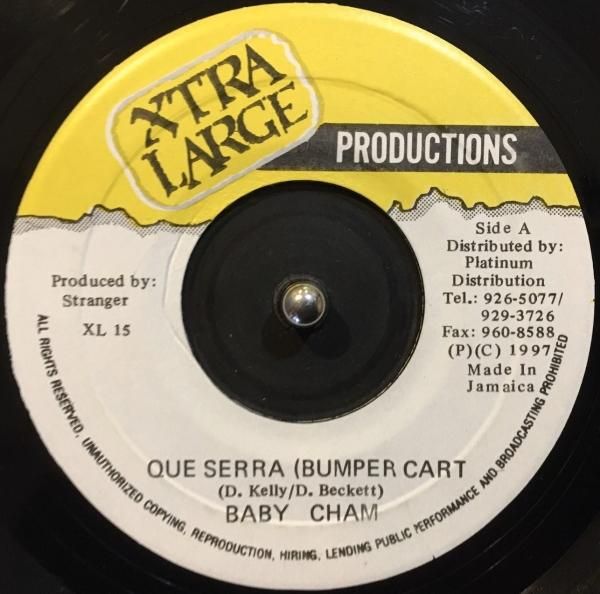 XTRA
LARGE
PRODUCTIONS
Side A
Distributed by:
Platinum
Distribution
Tel.: 926-5077/
929-3726
Fax: 960-8588
(P)(C) 1997
Made In
Jamaica
Produced by:
Stranger
XL 15
QUE SERRA (BUMPER CART
(D. Kelly/D. Beckett)
BABY CHAM
ALL RIGHTS RESERVED, UNAUTHORIZED COPYING, REPRODUCTION, HIRING, LENDING PUBLIC PERFORMANCE AND BROADCASTING PROHIBITED